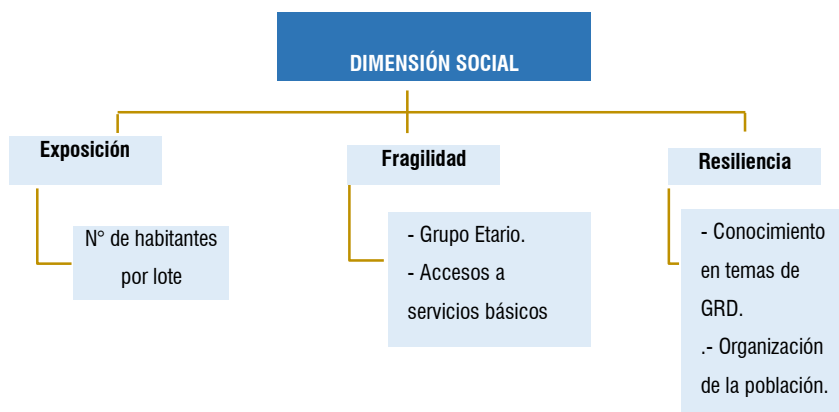 DIMENSIÓN SOCIAL
Exposición
N° de habitantes
por lote
Fragilidad
- Grupo Etario.
- Accesos a
servicios básicos
Resiliencia
- Conocimiento
en temas de
GRD.
.- Organización
de la población.